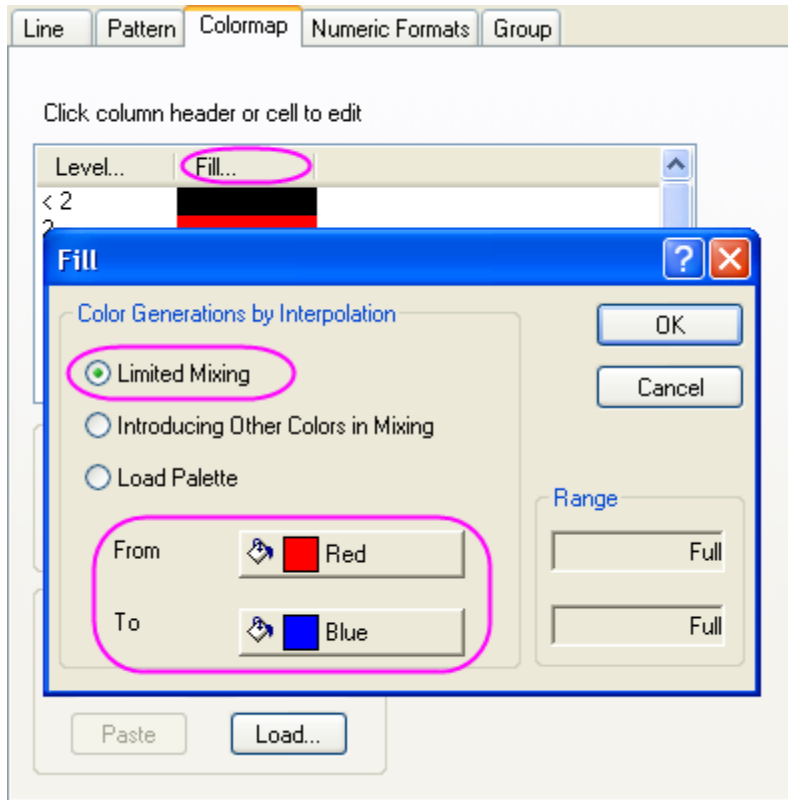 Line Pattern Colormap Numeric Formats Group
Click column header or cell to edit
Level... Fill...
< 2
2
Fill
?
Color Generations by Interpolation
OK
Limited Mixing
Cancel
Introducing Other Colors in Mixing
Load Palette
Range
From Red Full
To Blue Full
Paste Load...